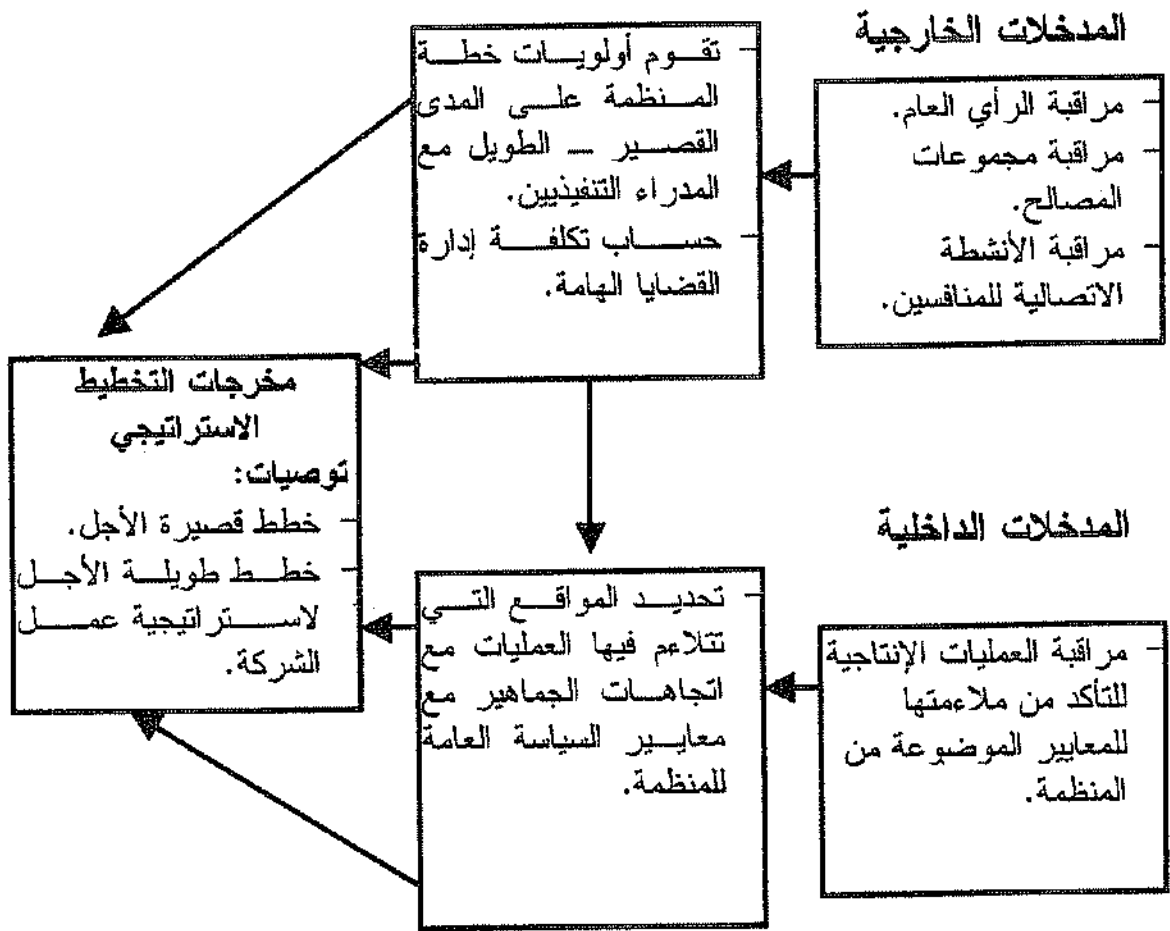 المدخلات الخارجية
- مراقبة الرأي العام.
- مراقبة مجموعات
المصالح.
- مراقبة الأنشطة
الاتصالية للمنافسين.
- تقوم أولويات خطة
المنظمة على المدى
القصير – الطويل مع
المدراء التنفيذيين.
- حساب تكلفة إدارة
القضايا الهامة.
مخرجات التخطيط
الاستراتيجي
توصيات:
- خطط قصيرة الأجل.
- خطط طويلة الأجل
لاستراتيجية عمل
الشركة.
المدخلات الداخلية
- مراقبة العمليات الإنتاجية
للتأكد من ملاءمتها
للمعايير الموضوعة من
المنظمة.
- تحديد المواقع التي
تتلاءم فيها العمليات مع
اتجاهات الجماهير مع
معايير السياسة العامة
للمنظمة.